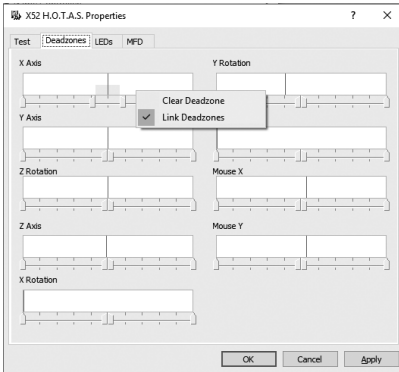 X52 H.O.T.A.S. Properties
Test Deadzones LEDs MFD
X Axis
Y Rotation
Clear Deadzone
Link Deadzones
Y Axis
Z Rotation
Mouse X
Z Axis
Mouse Y
X Rotation
OK Cancel Apply